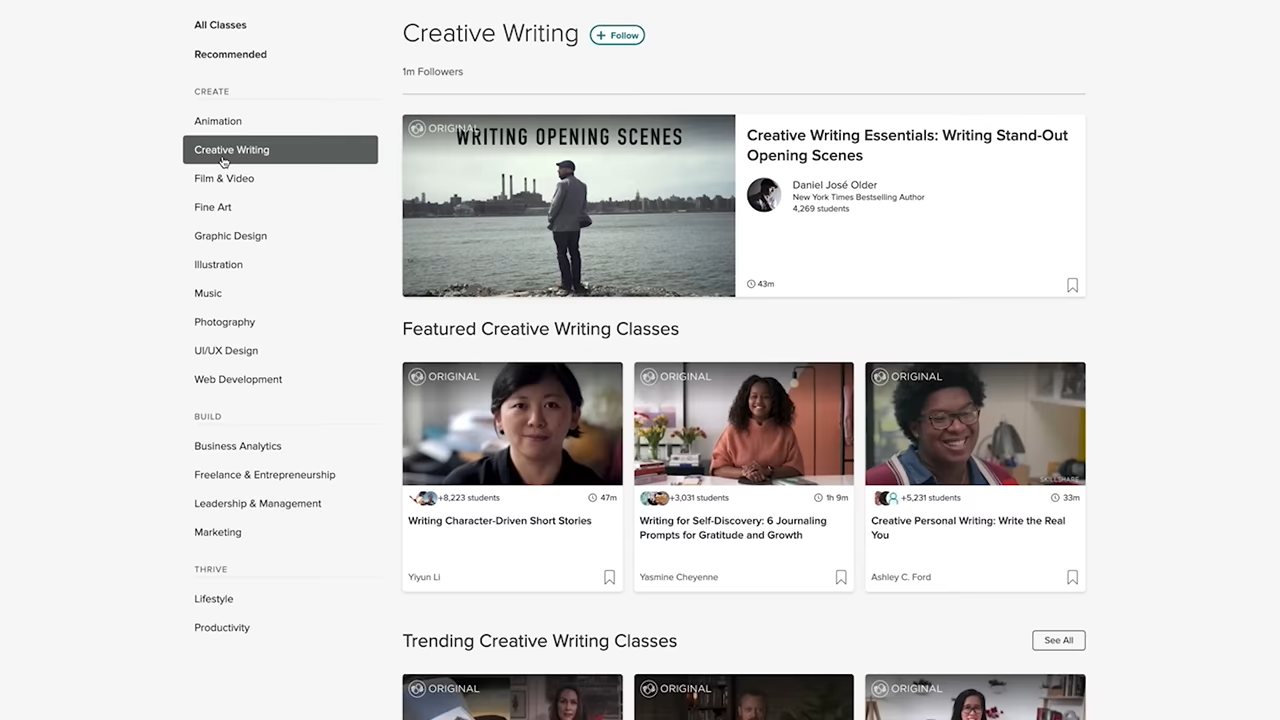 All Classes
Recommended
CREATE
Animation
Creative Writing
Film & Video
Fine Art
Graphic Design
Illustration
Music
Photography
UI/UX Design
Web Development
BUILD
Business Analytics
Freelance & Entrepreneurship
Leadership & Management
Marketing
THRIVE
Lifestyle
Productivity
Creative Writing
+ Follow
1m Followers
ORIGINAL
WRITING OPENING SCENES
Creative Writing Essentials: Writing Stand-Out
Opening Scenes
Daniel José Older
New York Times Bestselling Author
4,269 students
43m
Featured Creative Writing Classes
ORIGINAL
+8,223 students
47m
Writing Character-Driven Short Stories
Yiyun Li
ORIGINAL
+3,031 students
1h 9m
Writing for Self-Discovery: 6 Journaling
Prompts for Gratitude and Growth
Yasmine Cheyenne
ORIGINAL
SKILLSHARE
+5,231 students
33m
Creative Personal Writing: Write the Real
You
Ashley C. Ford
Trending Creative Writing Classes
See All
ORIGINAL
ORIGINAL
ORIGINAL